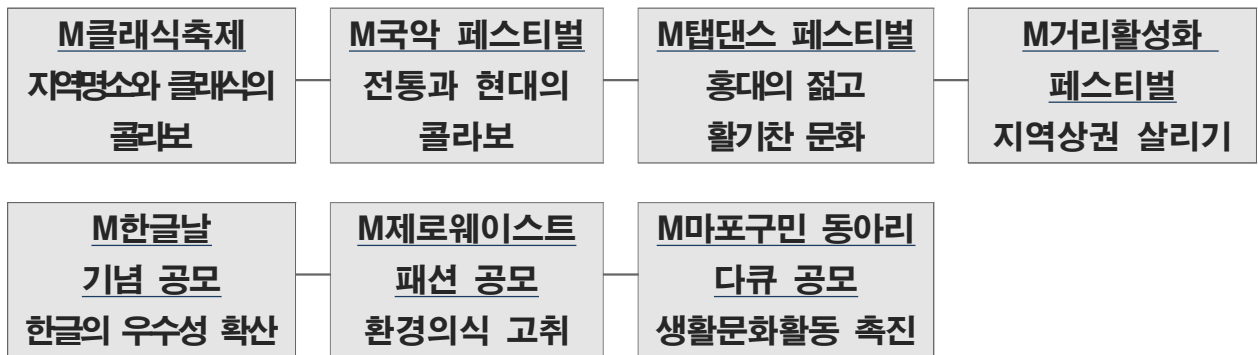 M클래식축제
지역명소와 클래식의
콜라보
M국악 페스티벌
전통과 현대의
콜라보
M탭댄스 페스티벌
홍대의 젊고
활기찬 문화
M거리활성화
페스티벌
지역상권 살리기
M한글날
기념 공모
한글의 우수성 확산
M제로웨이스트
패션 공모
환경의식 고취
M마포구민 동아리
다큐 공모
생활문화활동 촉진